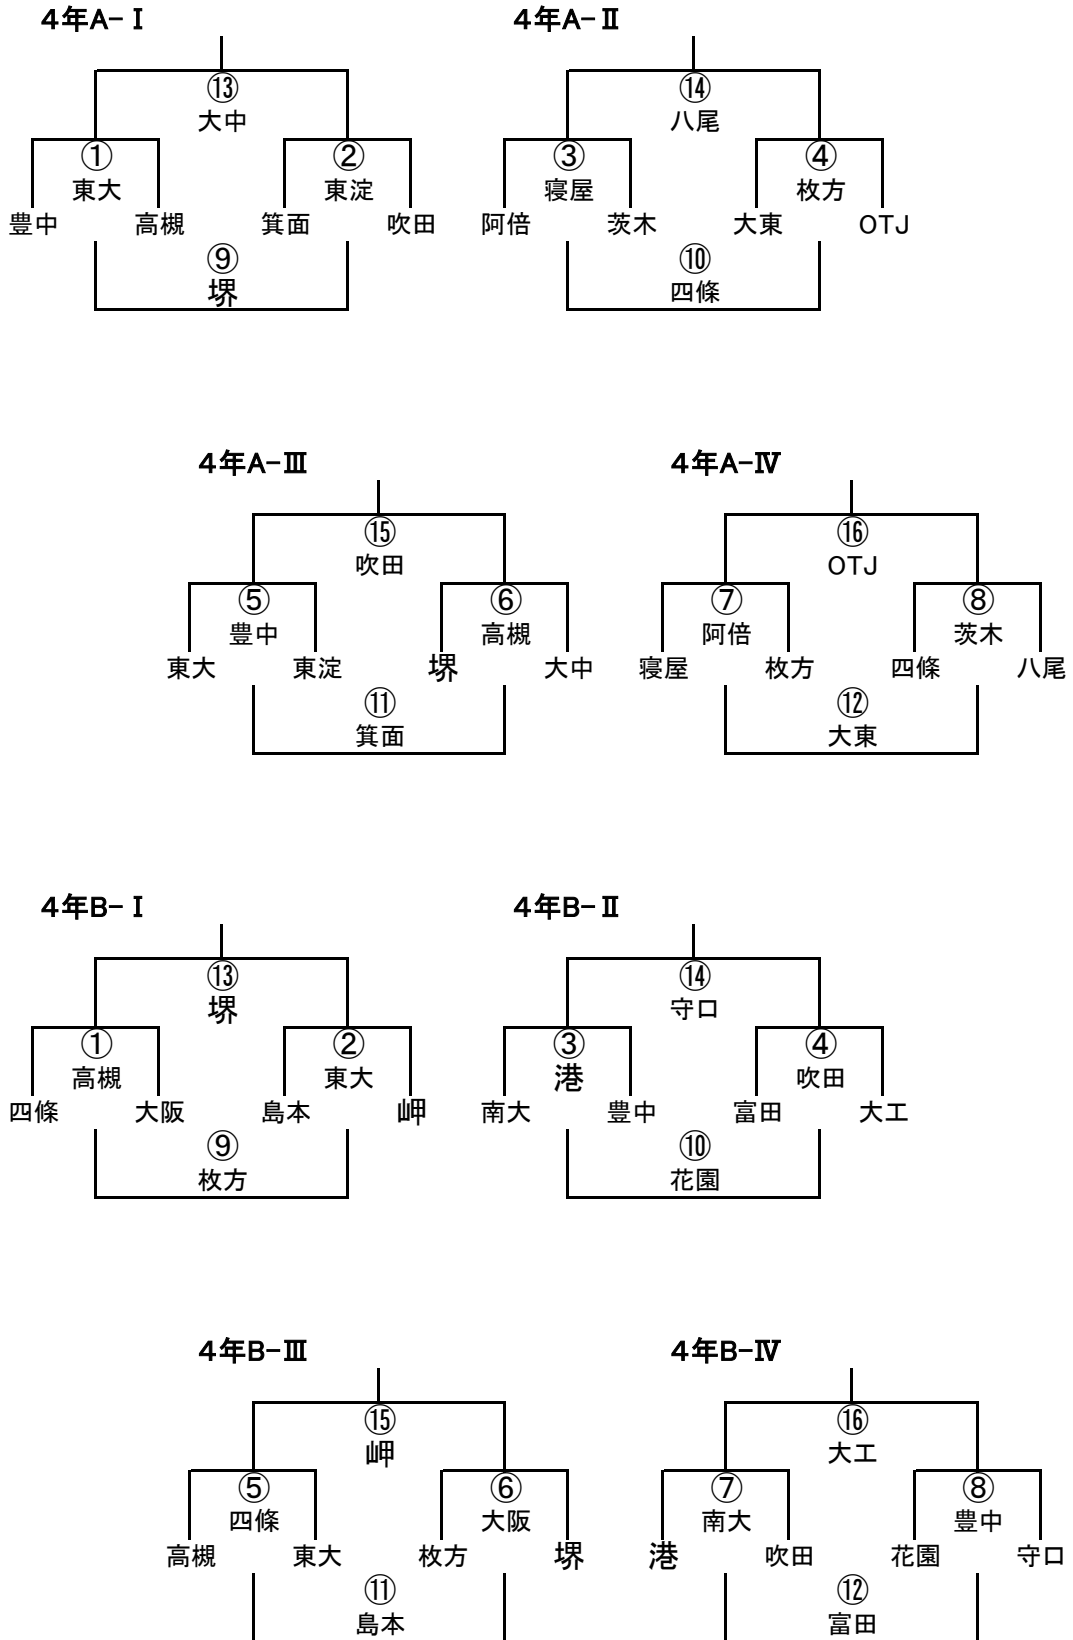 ４年A-Ⅰ
⑬
大中
①
東大
豊中
高槻
②
東淀
箕面
吹田
⑨
堺
４年A-Ⅱ
⑭
八尾
③
寝屋
阿倍
茨木
④
枚方
大東
OTJ
⑩
四條
４年A-Ⅲ
⑮
吹田
⑤
豊中
東大
東淀
⑥
高槻
堺
大中
⑪
箕面
４年A-Ⅳ
⑯
OTJ
⑦
阿倍
寝屋
枚方
⑧
茨木
四條
八尾
⑫
大東
４年B-Ⅰ
⑬
堺
①
高槻
四條
大阪
②
東大
島本
岬
⑨
枚方
４年B-Ⅱ
⑭
守口
③
港
南大
豊中
④
吹田
富田
大工
⑩
花園
４年B-Ⅲ
⑮
岬
⑤
四條
高槻
東大
⑥
大阪
枚方
堺
⑪
島本
４年B-Ⅳ
⑯
大工
⑦
南大
港
吹田
⑧
豊中
花園
守口
⑫
富田